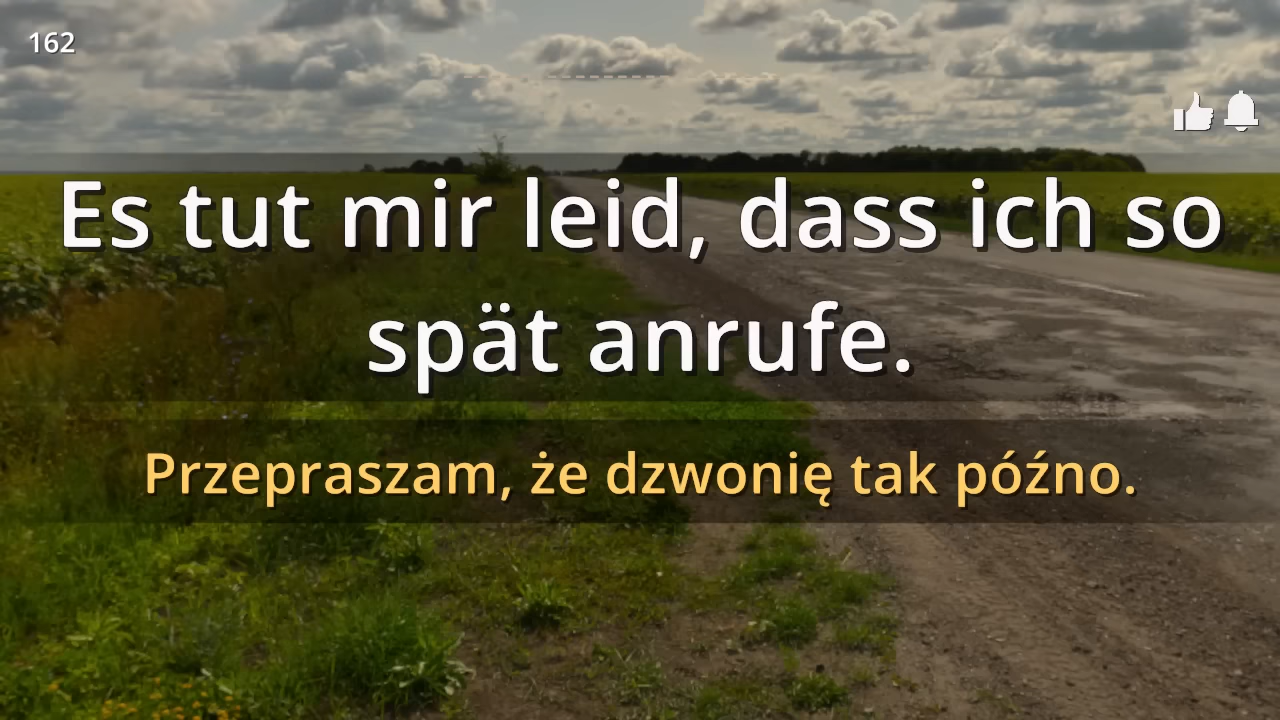 162
Es tut mir leid, dass ich so
spät anrufe.
Przepraszam, że dzwonię tak późno.